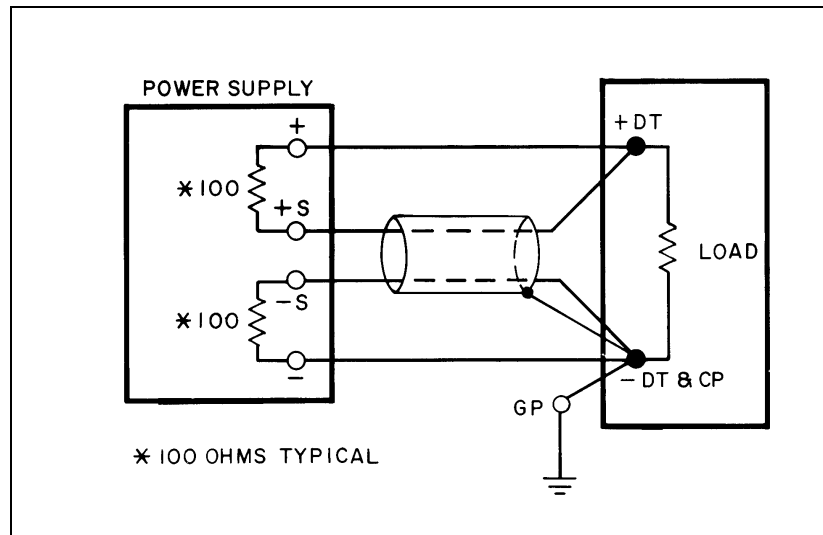 POWER SUPPLY
+
*100
+S
-S
*100
-
+DT
LOAD
-DT & CP
GP
* 100 OHMS TYPICAL